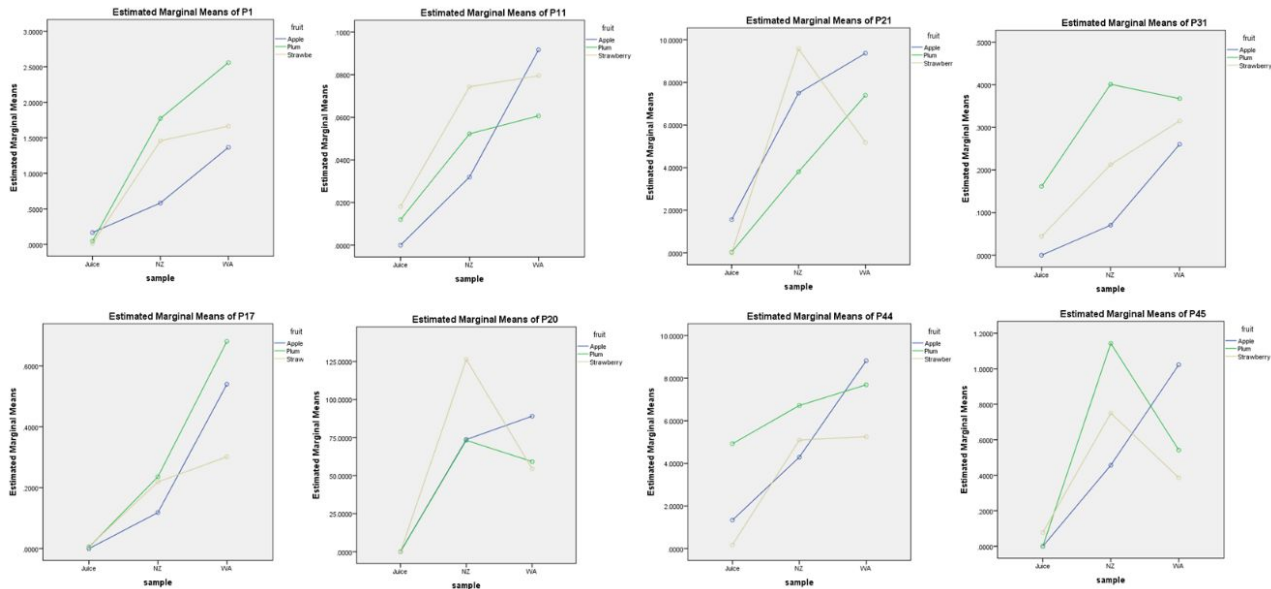 Estimated Marginal Means of P1
fruit
Apple
Plum
Strawbe
Estimated Marginal Means
3.0000
2.5000
2.0000
1.5000
1.0000
.5000
.0000
Juice NZ WA
sample
Estimated Marginal Means of P11
fruit
Apple
Plum
Strawberry
Estimated Marginal Means
.1000
.0800
.0600
.0400
.0200
.0000
Juice NZ WA
sample
Estimated Marginal Means of P21
fruit
Apple
Plum
Strawber
Estimated Marginal Means
10.0000
8.0000
6.0000
4.0000
2.0000
.0000
Juice NZ WA
sample
Estimated Marginal Means of P31
fruit
Apple
Plum
Strawberry
Estimated Marginal Means
.5000
.4000
.3000
.2000
.1000
.0000
Juice NZ WA
sample
Estimated Marginal Means of P17
fruit
Apple
Plum
Straw
Estimated Marginal Means
.6000
.4000
.2000
.0000
Juice NZ WA
sample
Estimated Marginal Means of P20
fruit
Apple
Plum
Strawberry
Estimated Marginal Means
125.0000
100.0000
75.0000
50.0000
25.0000
.0000
Juice NZ WA
sample
Estimated Marginal Means of P44
fruit
Apple
Plum
Strawber
Estimated Marginal Means
10.0000
8.0000
6.0000
4.0000
2.0000
.0000
Juice NZ WA
sample
Estimated Marginal Means of P45
fruit
Apple
Plum
Strawberry
Estimated Marginal Means
1.2000
1.0000
.8000
.6000
.4000
.2000
.0000
Juice NZ WA
sample